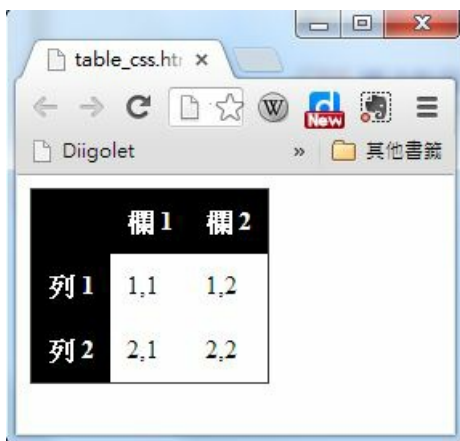 table_css.ht
New
Diigolet » 其他書籤
欄 1 欄 2
列 1 1,1 1,2
列 2 2,1 2,2